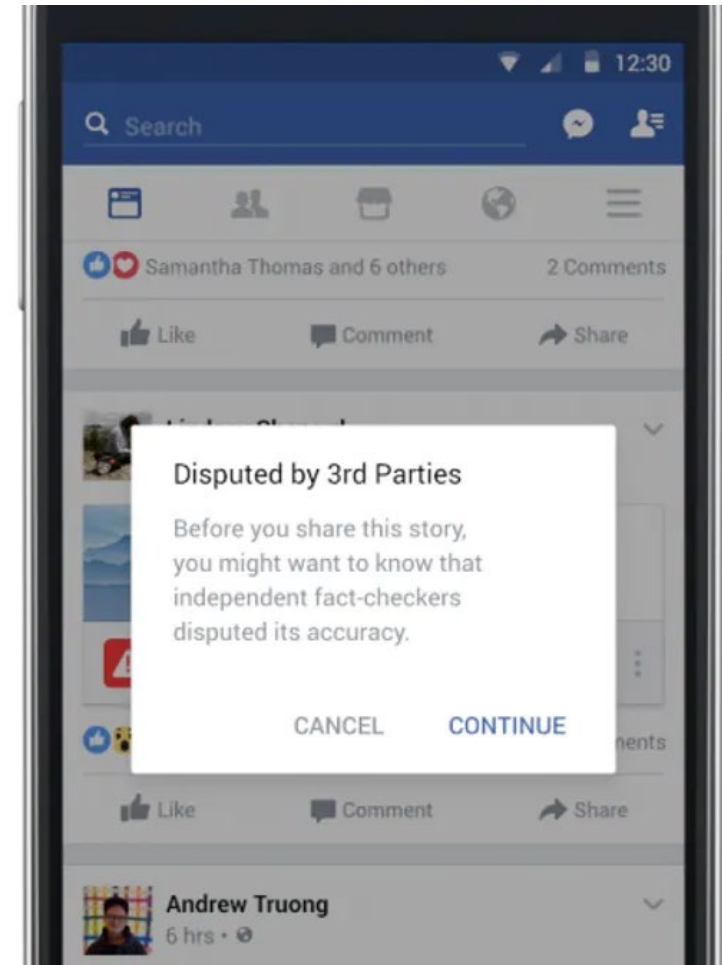 12:30
Search
Samantha Thomas and 6 others 2 Comments
Like Comment Share
Disputed by 3rd Parties
Before you share this story,
you might want to know that
independent fact-checkers
disputed its accuracy.
CANCEL CONTINUE
Like Comment Share
Andrew Truong
6 hrs